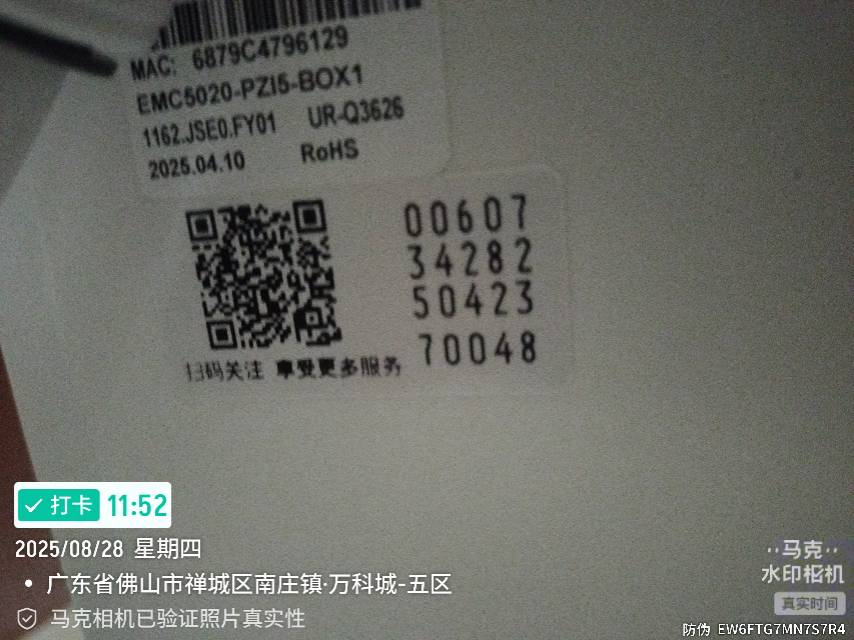 MAC: 6879C4796129
EMC5020-PZI5-BOX1
1162.JSE0.FY01 UR-Q3626
2025.04.10 RoHS
00607
34282
50423
70048
扫码关注 享受更多服务
打卡 11:52
2025/08/28 星期四
广东省佛山市禅城区南庄镇·万科城-五区
马克相机已验证照片真实性
马克
水印相机
真实时间
防伪 EW6FTG7MN7S7R4